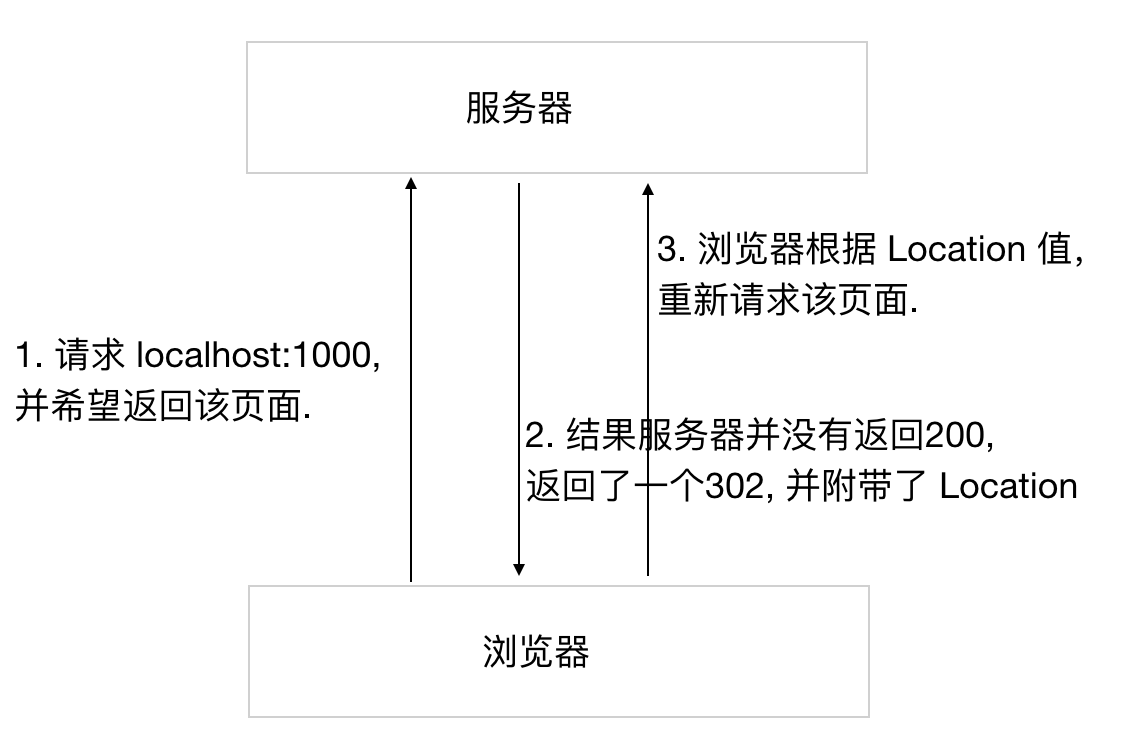 服务器
3. 浏览器根据 Location 值,
重新请求该页面.
1. 请求 localhost:1000,
并希望返回该页面.
2. 结果服务器并没有返回200,
返回了一个302, 并附带了 Location
浏览器